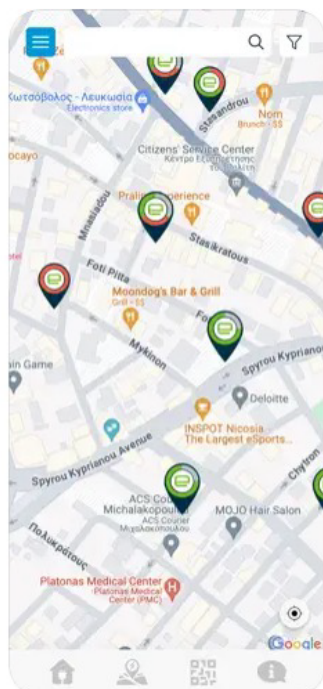 Κωτσόβολος - Λευκωσία
Electronics store
Stasandrou
Nom
Brunch · $$
Citizens' Service Center
Κέντρο Εξυπηρέτησης
ocayo
Mnasiadou
Praline Experience
Stasikratous
Foti Pitta
Moondog's Bar & Grill
Grill · $$
Mykinon
Spyrou Kyprianou
Deloitte
INSPOT Nicosia
The Largest eSports...
Spyrou Kyprianou Avenue
Chytron
ACS Courier
Michalakopoulou
ACS Courier
Μιχαλακοπούλου
MOJO Hair Salon
Πολυκράτους
Platonas Medical Center
Platonas Medical
Center (PMC)
Google